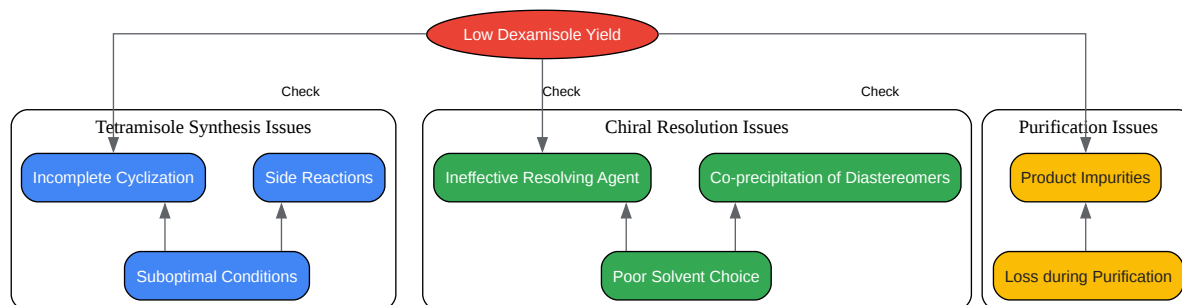 Low Dexamisole Yield
Check
Check
Check
Tetramisole Synthesis Issues
Chiral Resolution Issues
Purification Issues
Incomplete Cyclization
Side Reactions
Ineffective Resolving Agent
Co-precipitation of Diastereomers
Product Impurities
Suboptimal Conditions
Poor Solvent Choice
Loss during Purification